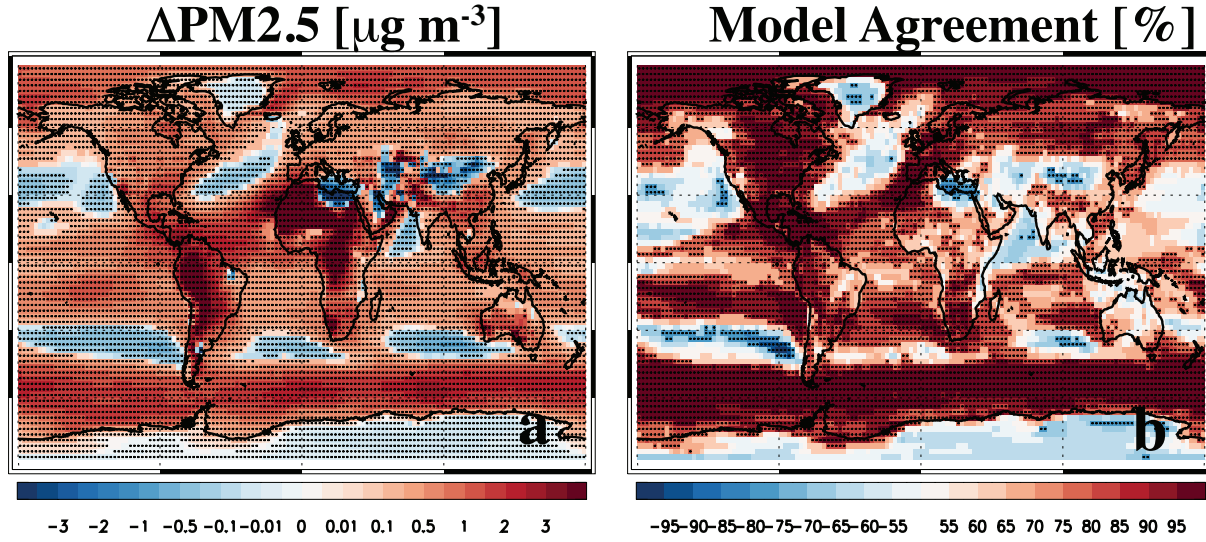 ΔPM2.5 [μg m-3]
Model Agreement [%]
a
b
-3 -2 -1 -0.5 -0.1 -0.01 0 0.01 0.1 0.5 1 2 3
-95-90-85-80-75-70-65-60-55 55 60 65 70 75 80 85 90 95